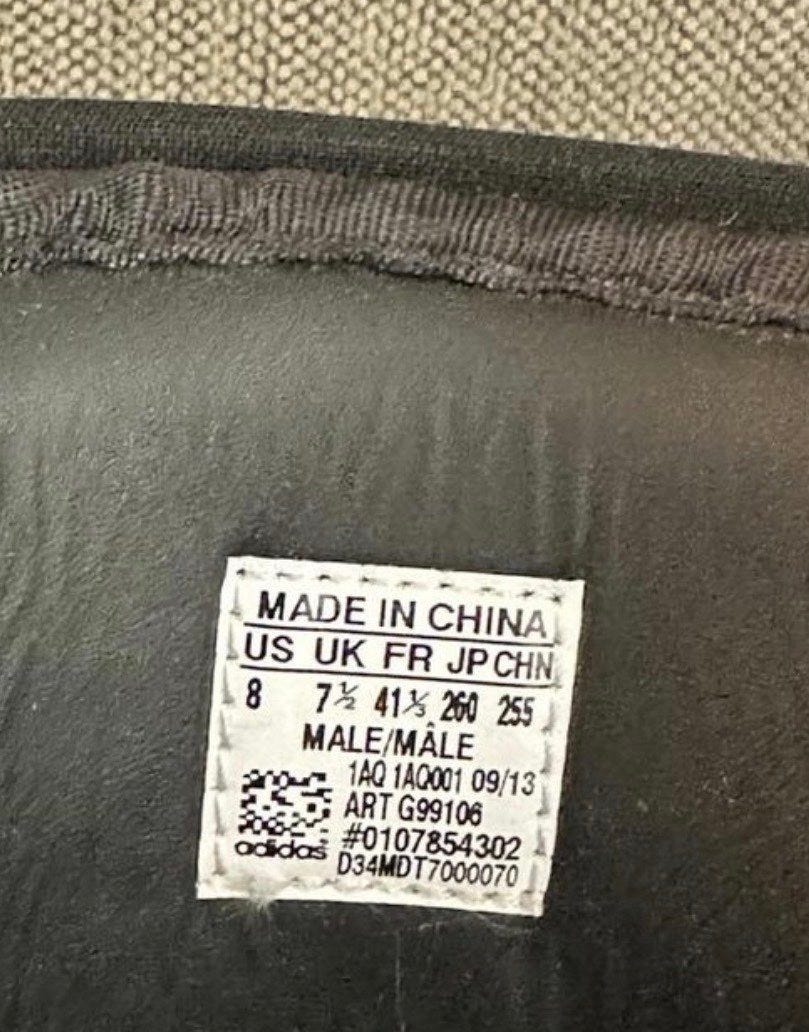 MADE IN CHINA
US UK FR JP CHN
8 7½ 41⅓ 260 255
MALE/MÂLE
1AQ 1AQ001 09/13
ART G99106
#0107854302
adidas
D34MDT7000070